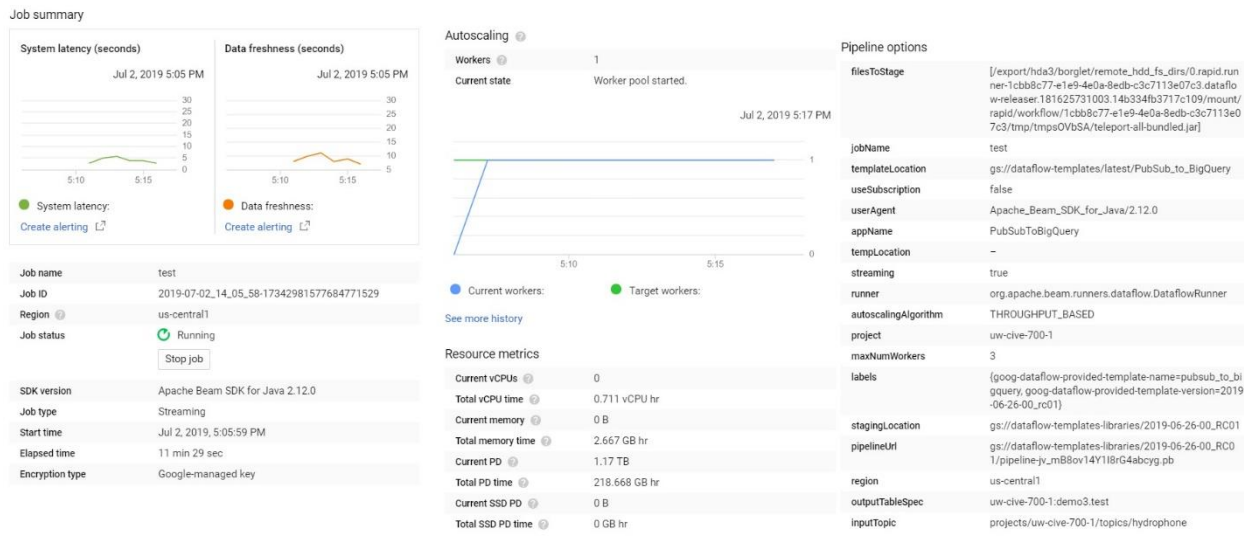 Job summary
System latency (seconds)
Jul 2, 2019 5:05 PM
30
25
20
15
10
5
0
5:10 5:15
System latency:
Create alerting
Data freshness (seconds)
Jul 2, 2019 5:05 PM
30
25
20
15
10
5
5:10 5:15
Data freshness:
Create alerting
Job name test
Job ID 2019-07-02_14_05_58-17342981577684771529
Region us-central1
Job status Running
Stop job
SDK version Apache Beam SDK for Java 2.12.0
Job type Streaming
Start time Jul 2, 2019, 5:05:59 PM
Elapsed time 11 min 29 sec
Encryption type Google-managed key
Autoscaling
Workers 1
Current state Worker pool started.
Jul 2, 2019 5:17 PM
1
0
5:10 5:15
Current workers: Target workers:
See more history
Resource metrics
Current vCPUs 0
Total vCPU time 0.711 vCPU hr
Current memory 0 B
Total memory time 2.667 GB hr
Current PD 1.17 TB
Total PD time 218.668 GB hr
Current SSD PD 0 B
Total SSD PD time 0 GB hr
Pipeline options
filesToStage [/export/hda3/borglet/remote_hdd_fs_dirs/0.rapid.run
ner-1cbb8c77-e1e9-4e0a-8edb-c3c7113e07c3.dataflo
w-releaser.181625731003.14b334fb3717c109/mount/
rapid/workflow/1cbb8c77-e1e9-4e0a-8edb-c3c7113e0
7c3/tmp/tmpsOVbSA/teleport-all-bundled.jar]
jobName test
templateLocation gs://dataflow-templates/latest/PubSub_to_BigQuery
useSubscription false
userAgent Apache_Beam_SDK_for_Java/2.12.0
appName PubSubToBigQuery
tempLocation –
streaming true
runner org.apache.beam.runners.dataflow.DataflowRunner
autoscalingAlgorithm THROUGHPUT_BASED
project uw-cive-700-1
maxNumWorkers 3
labels {goog-dataflow-provided-template-name=pubsub_to_bi
gquery, goog-dataflow-provided-template-version=2019
-06-26-00_rc01}
stagingLocation gs://dataflow-templates-libraries/2019-06-26-00_RC01
pipelineUrl gs://dataflow-templates-libraries/2019-06-26-00_RC0
1/pipeline-jv_mB8ov14Y1I8rG4abcyg.pb
region us-central1
outputTableSpec uw-cive-700-1:demo3.test
inputTopic projects/uw-cive-700-1/topics/hydrophone